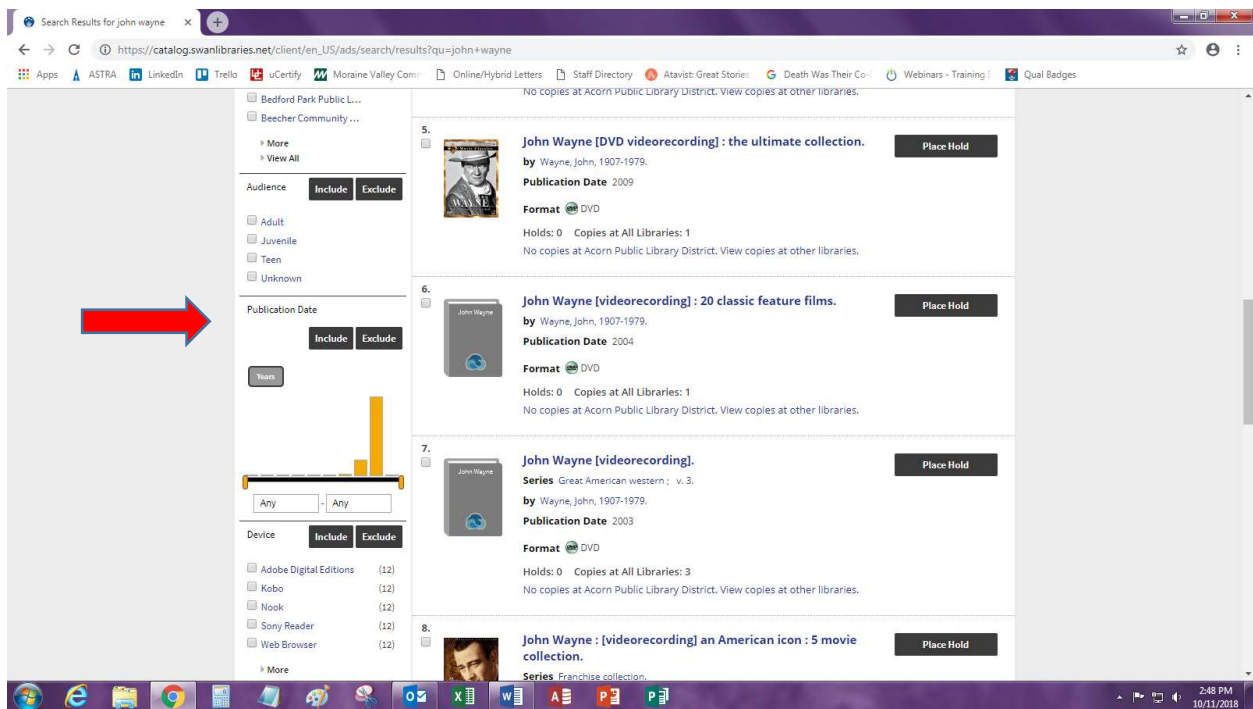 Search Results for john wayne
https://catalog.swanlibraries.net/client/en_US/ads/search/results?qu=john+wayne
Apps ASTRA LinkedIn Trello uCertify Moraine Valley Com Online/Hybrid Letters Staff Directory Atavist: Great Stories Death Was Their Co- Webinars - Training Qual Badges
Bedford Park Public L...
Beecher Community ...
More
View All
Audience Include Exclude
Adult
Juvenile
Teen
Unknown
Publication Date
Include Exclude
Years
Any - Any
Device Include Exclude
Adobe Digital Editions (12)
Kobo (12)
Nook (12)
Sony Reader (12)
Web Browser (12)
More
No copies at Acorn Public Library District. View copies at other libraries.
5.
WAYNE
John Wayne [DVD videorecording] : the ultimate collection.
Place Hold
by Wayne, John, 1907-1979.
Publication Date 2009
Format DVD
Holds: 0 Copies at All Libraries: 1
No copies at Acorn Public Library District. View copies at other libraries.
6.
John Wayne
John Wayne [videorecording] : 20 classic feature films.
Place Hold
by Wayne, John, 1907-1979.
Publication Date 2004
Format DVD
Holds: 0 Copies at All Libraries: 1
No copies at Acorn Public Library District. View copies at other libraries.
7.
John Wayne
John Wayne [videorecording].
Place Hold
Series Great American western ; v. 3.
by Wayne, John, 1907-1979.
Publication Date 2003
Format DVD
Holds: 0 Copies at All Libraries: 3
No copies at Acorn Public Library District. View copies at other libraries.
8.
John Wayne : [videorecording] an American icon : 5 movie
collection.
Place Hold
Series Franchise collection.
2:48 PM
10/11/2018